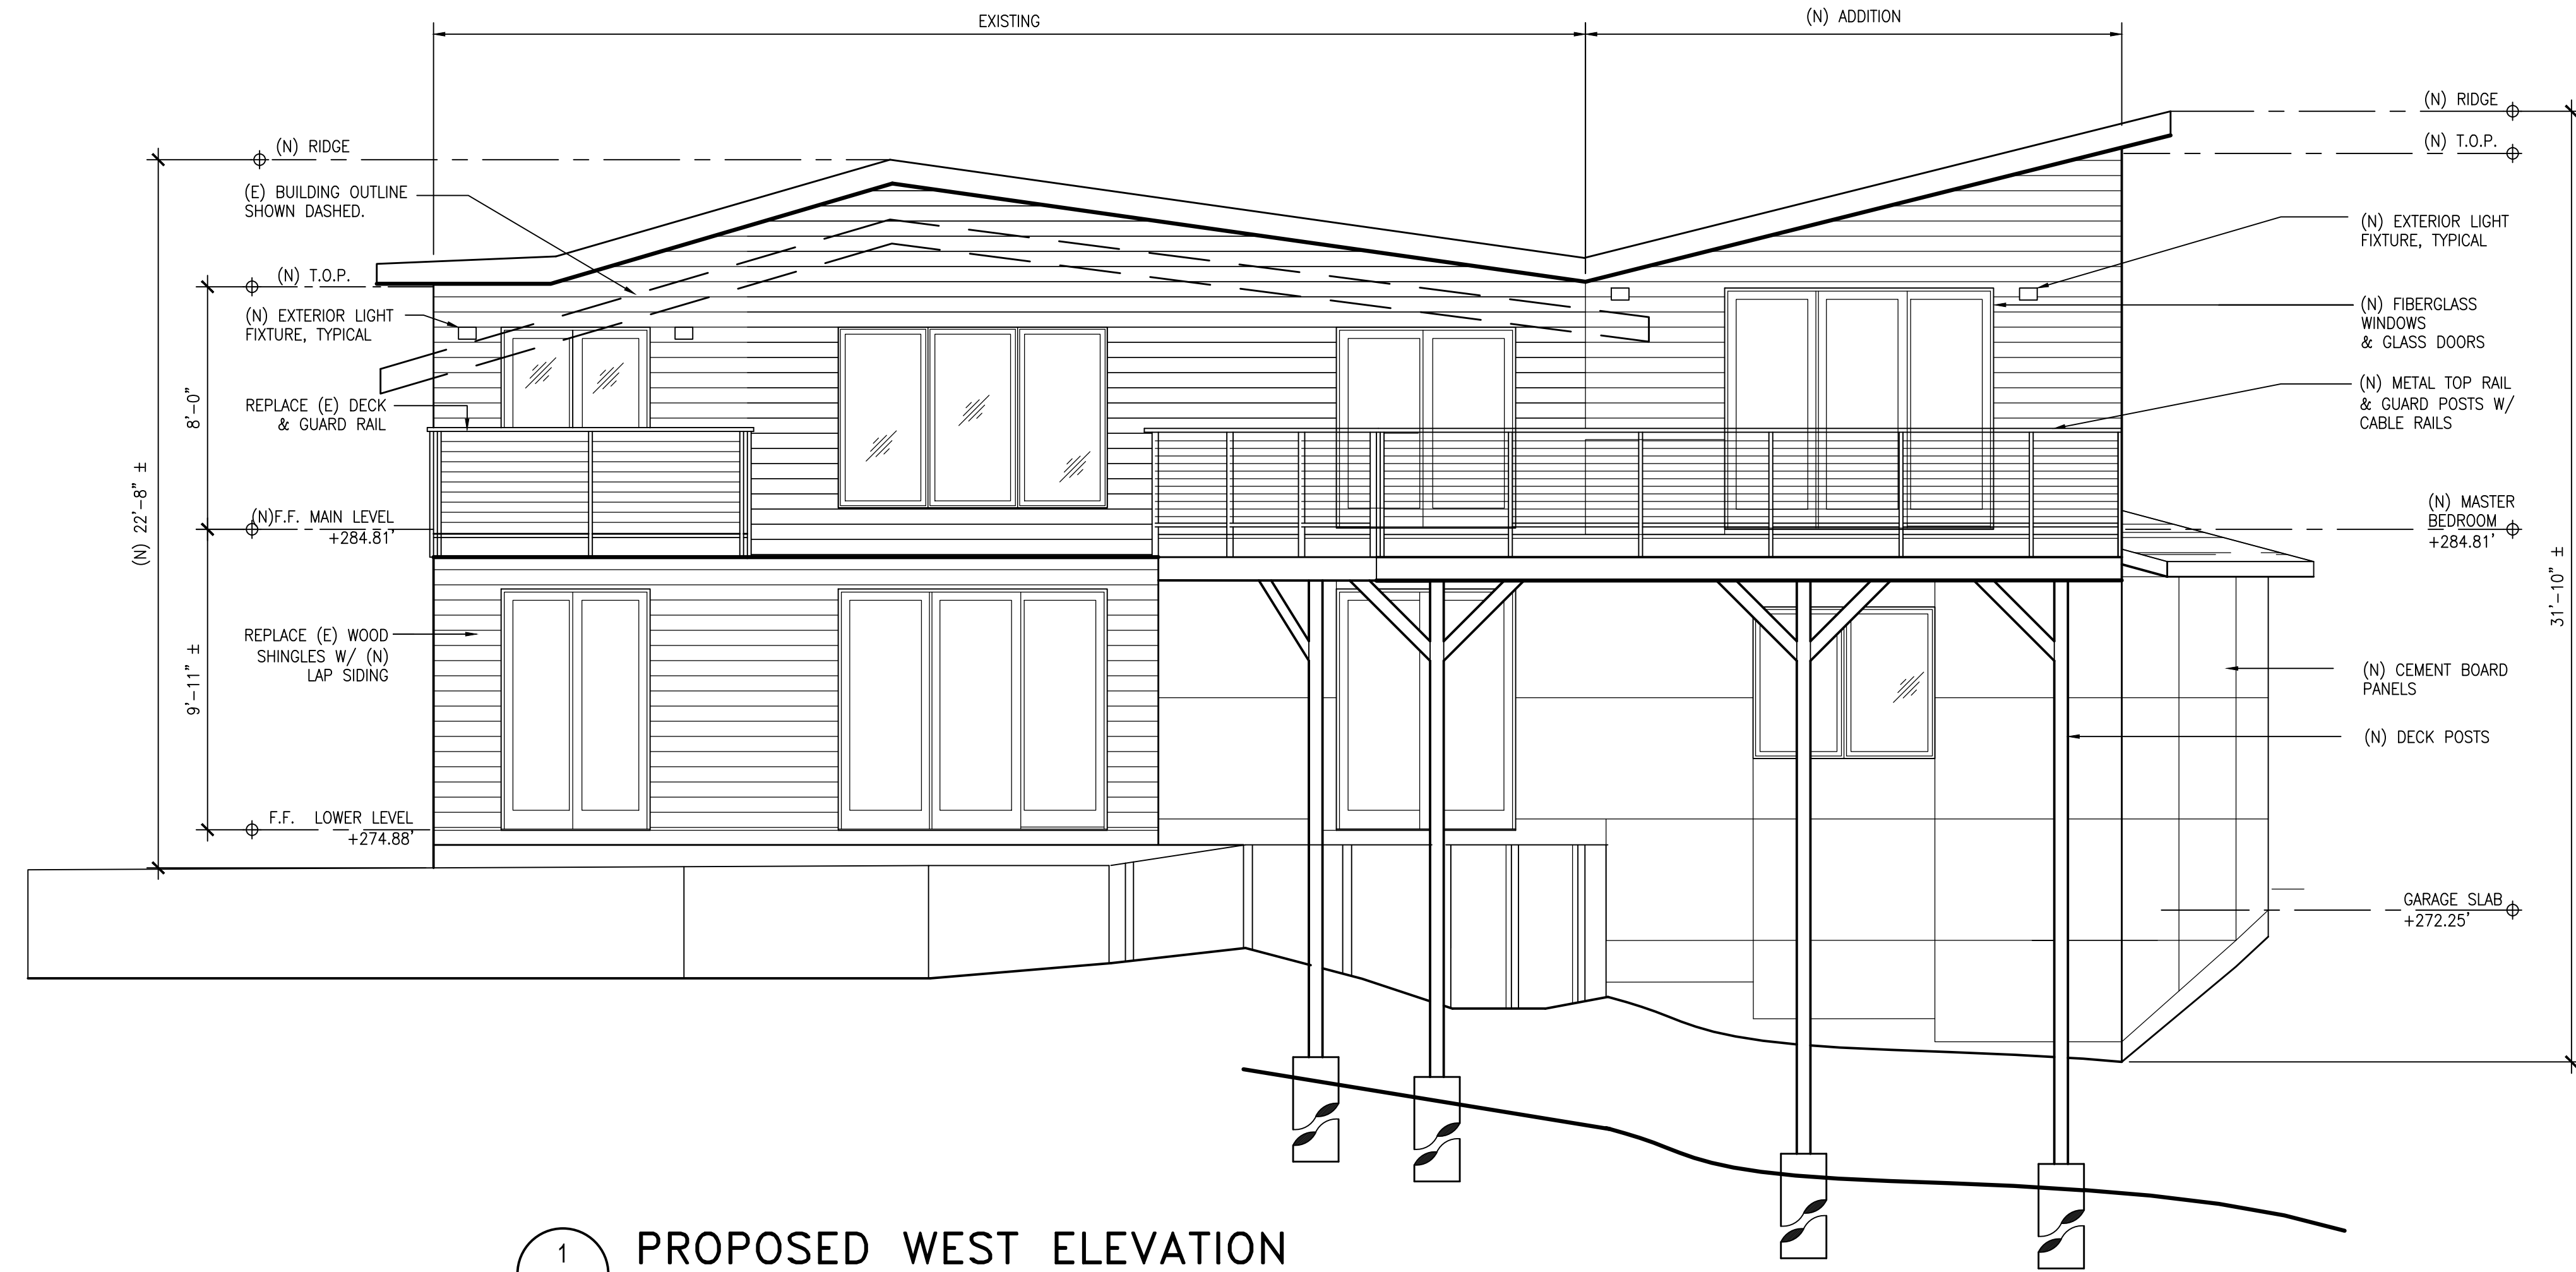 EXISTING
(N) ADDITION
(N) RIDGE
(E) BUILDING OUTLINE
SHOWN DASHED.
(N) T.O.P.
(N) EXTERIOR LIGHT
FIXTURE, TYPICAL
REPLACE (E) DECK
& GUARD RAIL
8'-0"
(N) 22'-8" ±
(N)F.F. MAIN LEVEL
+284.81'
REPLACE (E) WOOD
SHINGLES W/ (N)
LAP SIDING
9'-11" ±
F.F. LOWER LEVEL
+274.88'
(N) RIDGE
(N) T.O.P.
(N) EXTERIOR LIGHT
FIXTURE, TYPICAL
(N) FIBERGLASS
WINDOWS
& GLASS DOORS
(N) METAL TOP RAIL
& GUARD POSTS W/
CABLE RAILS
(N) MASTER
BEDROOM
+284.81'
31'-10" ±
(N) CEMENT BOARD
PANELS
(N) DECK POSTS
GARAGE SLAB
+272.25'
1
PROPOSED WEST ELEVATION